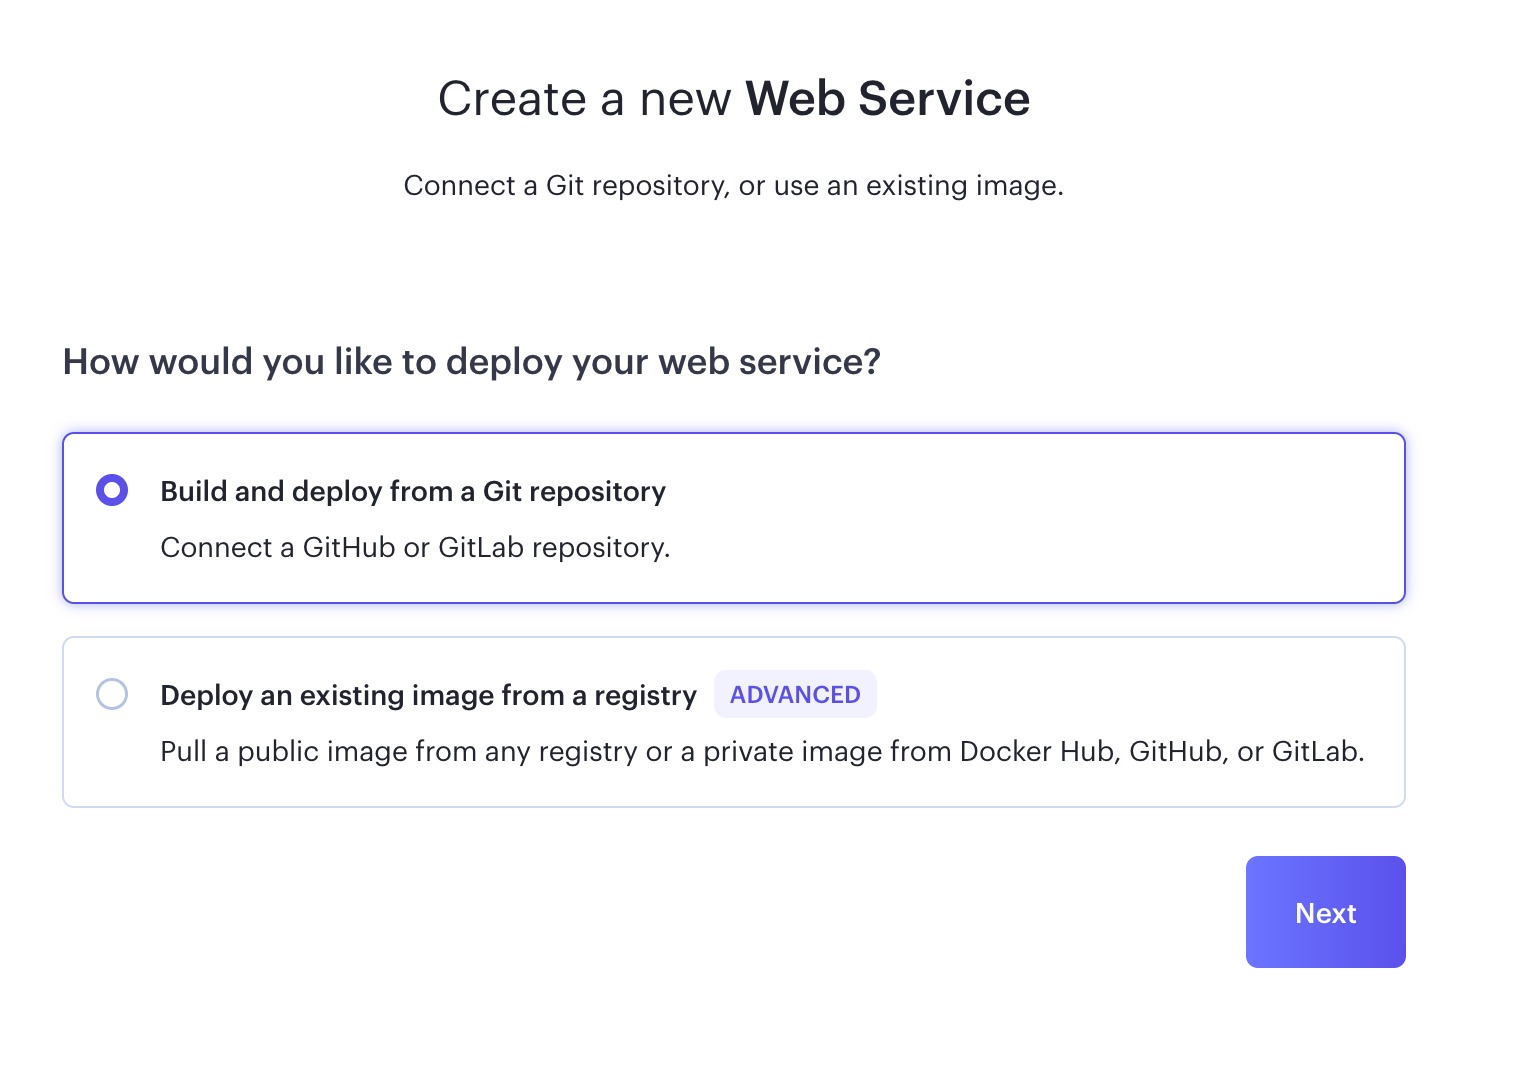 Create a new Web Service
Connect a Git repository, or use an existing image.
How would you like to deploy your web service?
Build and deploy from a Git repository
Connect a GitHub or GitLab repository.
Deploy an existing image from a registry ADVANCED
Pull a public image from any registry or a private image from Docker Hub, GitHub, or GitLab.
Next